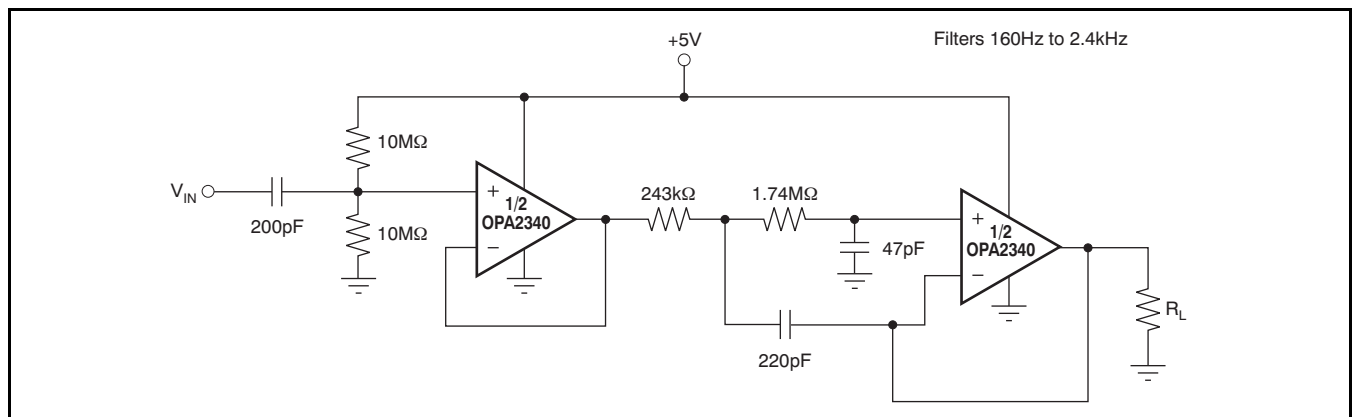 +5V
Filters 160Hz to 2.4kHz
10MΩ
V_IN
200pF
10MΩ
+
1/2
OPA2340
−
243kΩ
1.74MΩ
47pF
220pF
+
1/2
OPA2340
−
R_L